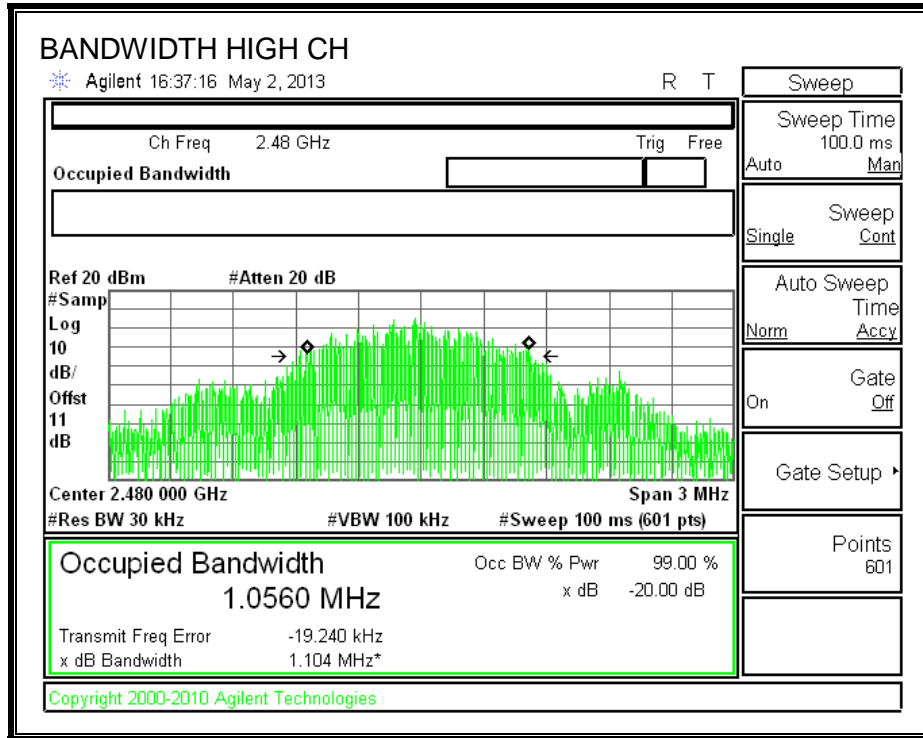 BANDWIDTH HIGH CH
Agilent 16:37:16 May 2, 2013 R T
Ch Freq 2.48 GHz Trig Free
Occupied Bandwidth
Ref 20 dBm #Atten 20 dB
#Samp
Log
10
dB/
Offst
11
dB
Center 2.480 000 GHz Span 3 MHz
#Res BW 30 kHz #VBW 100 kHz #Sweep 100 ms (601 pts)
Occupied Bandwidth Occ BW % Pwr 99.00 %
1.0560 MHz x dB -20.00 dB
Transmit Freq Error -19.240 kHz
x dB Bandwidth 1.104 MHz*
Copyright 2000-2010 Agilent Technologies
Sweep
Sweep Time
100.0 ms
Auto Man
Sweep
Single Cont
Auto Sweep
Time
Norm Accy
Gate
On Off
Gate Setup
Points
601